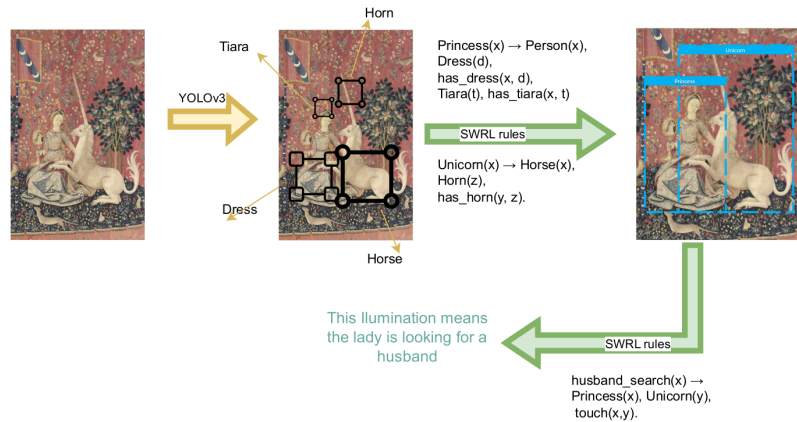 Horn
Tiara
YOLOv3
Dress
Horse
Princess(x) → Person(x),
Dress(d),
has_dress(x, d),
Tiara(t), has_tiara(x, t)
SWRL rules
Unicorn(x) → Horse(x),
Horn(z),
has_horn(y, z).
Unicorn
Princess
This Ilumination means
the lady is looking for a
husband
SWRL rules
husband_search(x) →
Princess(x), Unicorn(y),
touch(x,y).